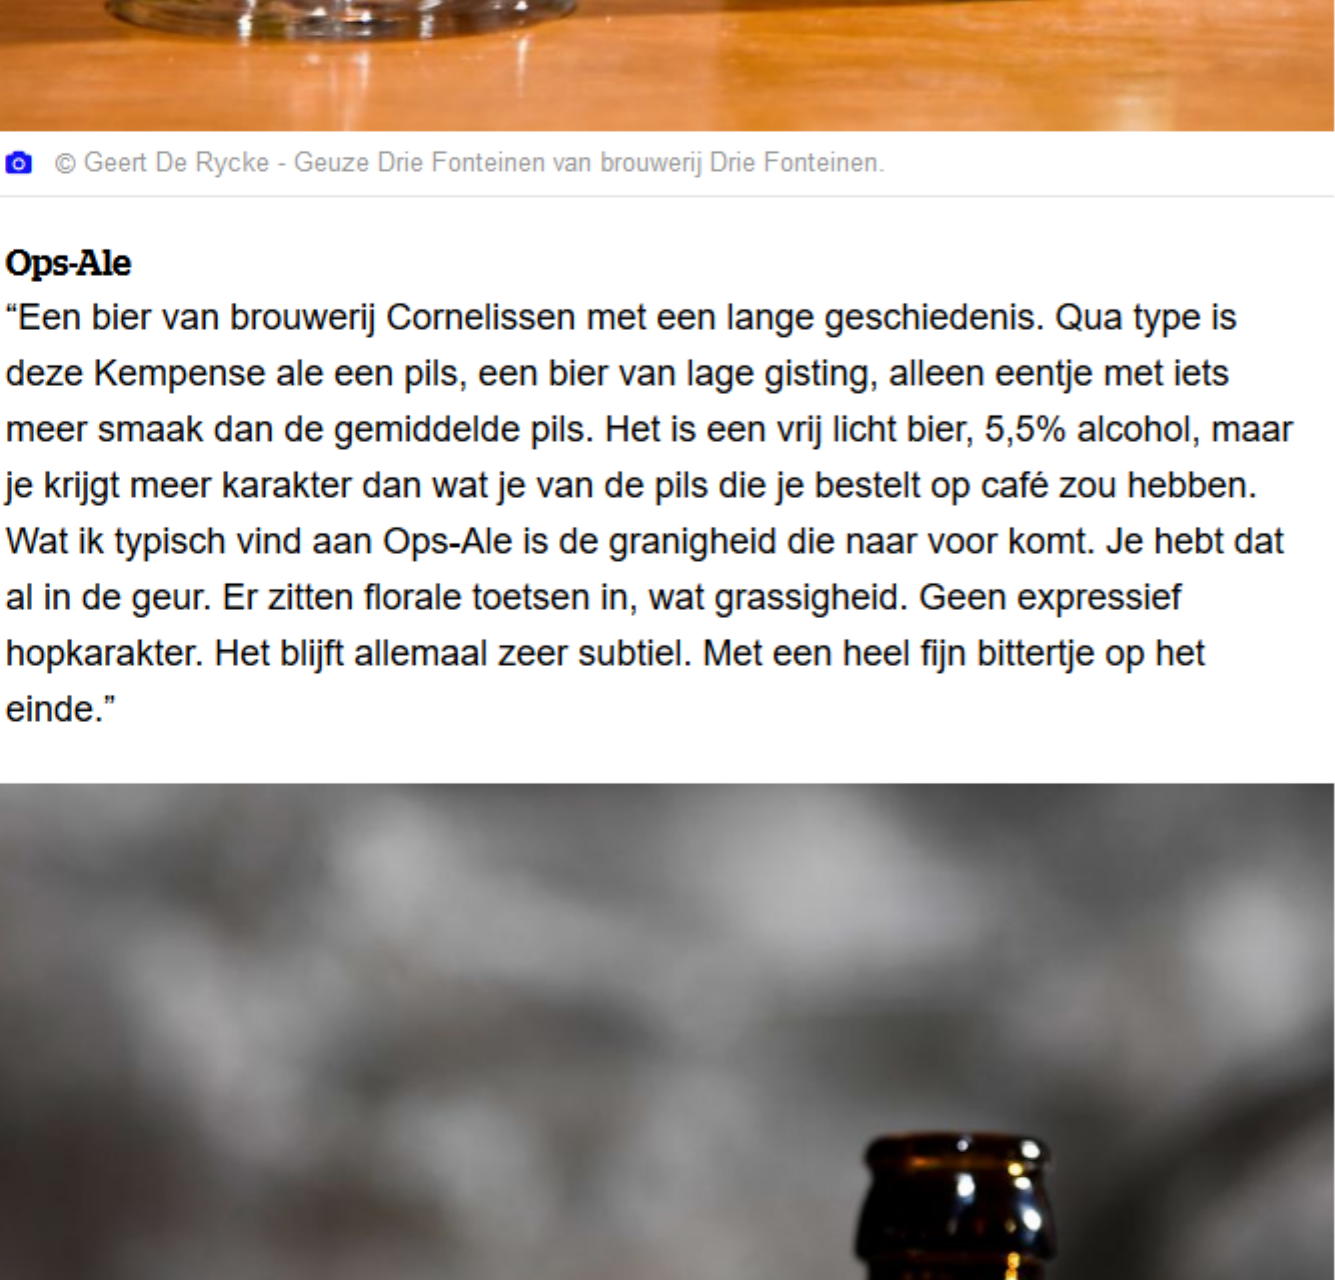 © Geert De Rycke - Geuze Drie Fonteinen van brouwerij Drie Fonteinen.
Ops-Ale
“Een bier van brouwerij Cornelissen met een lange geschiedenis. Qua type is
deze Kempense ale een pils, een bier van lage gisting, alleen eentje met iets
meer smaak dan de gemiddelde pils. Het is een vrij licht bier, 5,5% alcohol, maar
je krijgt meer karakter dan wat je van de pils die je bestelt op café zou hebben.
Wat ik typisch vind aan Ops-Ale is de granigheid die naar voor komt. Je hebt dat
al in de geur. Er zitten florale toetsen in, wat grassigheid. Geen expressief
hopkarakter. Het blijft allemaal zeer subtiel. Met een heel fijn bittertje op het
einde.”